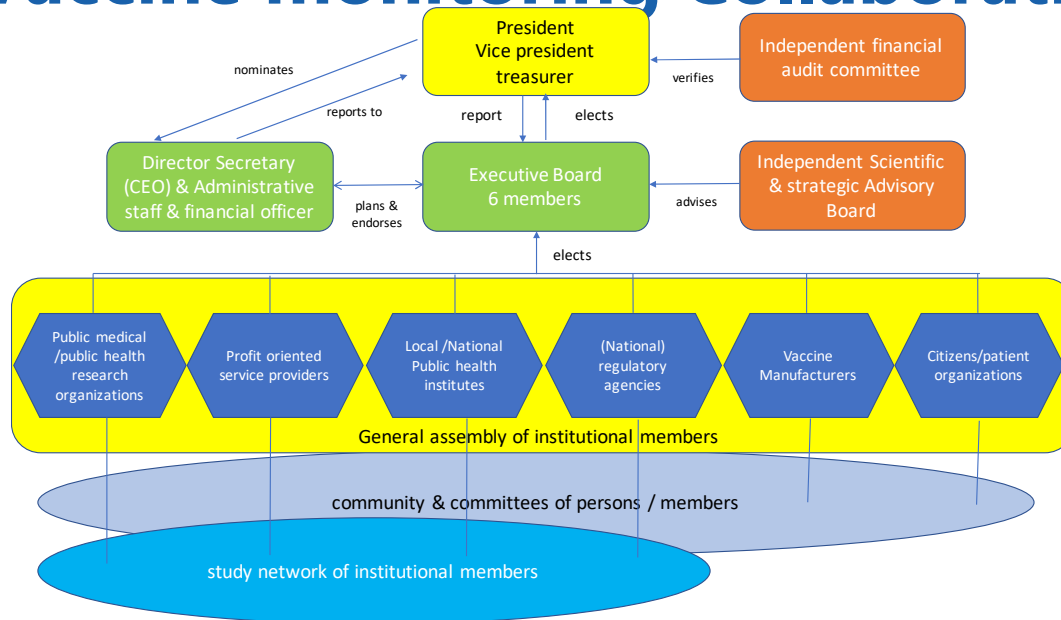 President
Vice president
treasurer
Independent financial
audit committee
nominates
verifies
reports to
report
elects
Director Secretary
(CEO) & Administrative
staff & financial officer
Executive Board
6 members
Independent Scientific
& strategic Advisory
Board
plans &
endorses
advises
elects
Public medical
/public health
research
organizations
Profit oriented
service providers
Local /National
Public health
institutes
(National)
regulatory
agencies
Vaccine
Manufacturers
Citizens/patient
organizations
General assembly of institutional members
community & committees of persons / members
study network of institutional members